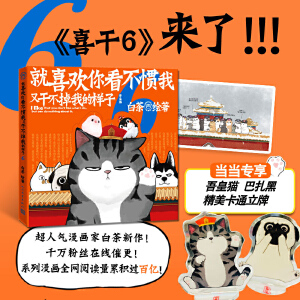 《喜干6》来了!!!
就喜欢你看不惯我
又干不掉我的样子
白茶 绘著
当当专享
吾皇猫 巴扎黑
精美卡通立牌
超人气漫画家白茶新作!
千万粉丝在线催更!
系列漫画全网阅读量累积过百亿!